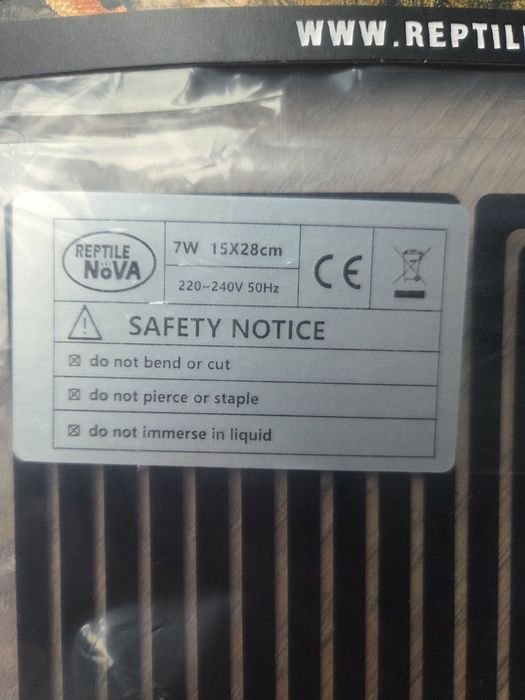 WWW.REPTIL
REPTILE
NOVA
7W 15X28cm
220~240V 50Hz
CE
SAFETY NOTICE
☒ do not bend or cut
☒ do not pierce or staple
☒ do not immerse in liquid